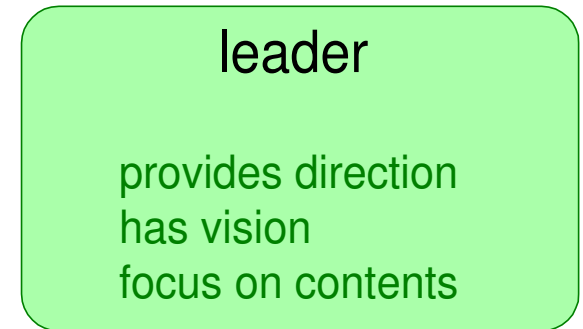 leader
provides direction
has vision
focus on contents